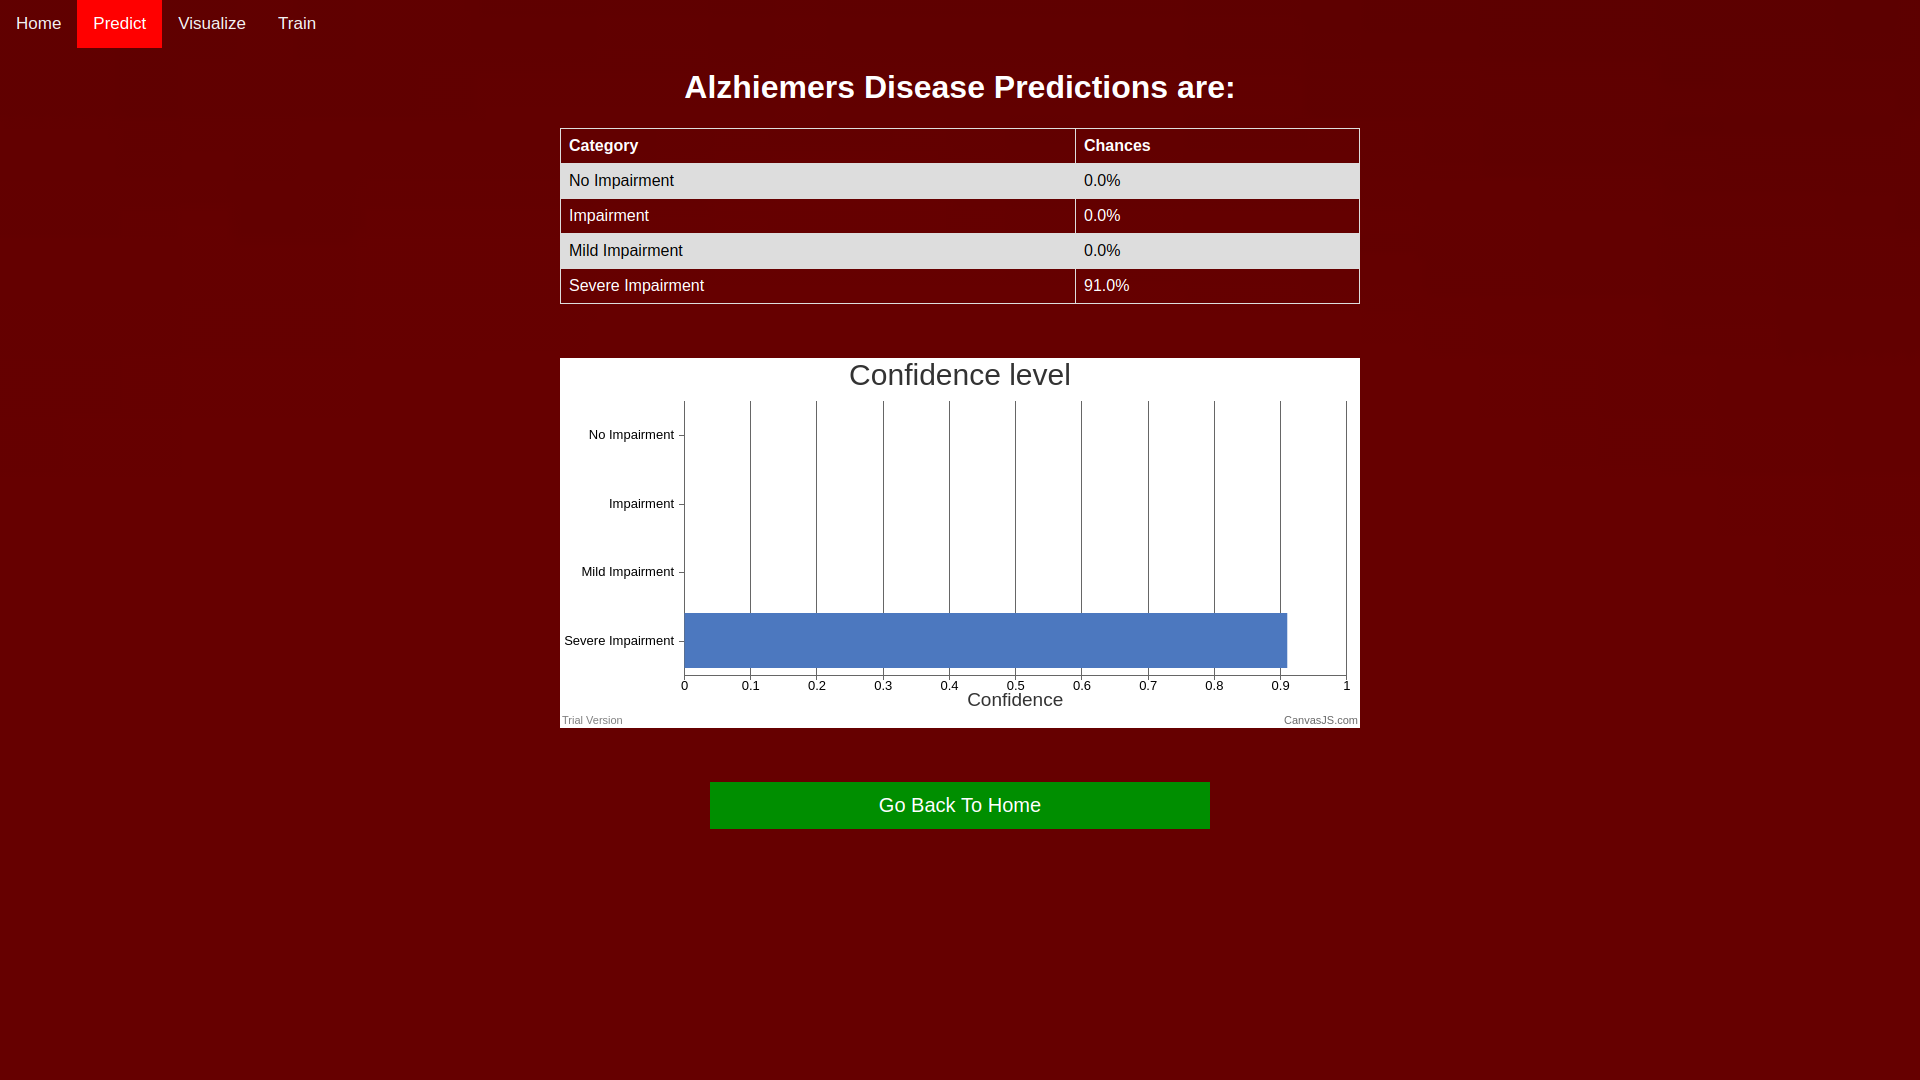 Home Predict Visualize Train
Alzhiemers Disease Predictions are:
Category Chances
No Impairment 0.0%
Impairment 0.0%
Mild Impairment 0.0%
Severe Impairment 91.0%
Confidence level
No Impairment
Impairment
Mild Impairment
Severe Impairment
0 0.1 0.2 0.3 0.4 0.5 0.6 0.7 0.8 0.9 1
Confidence
Trial Version CanvasJS.com
Go Back To Home